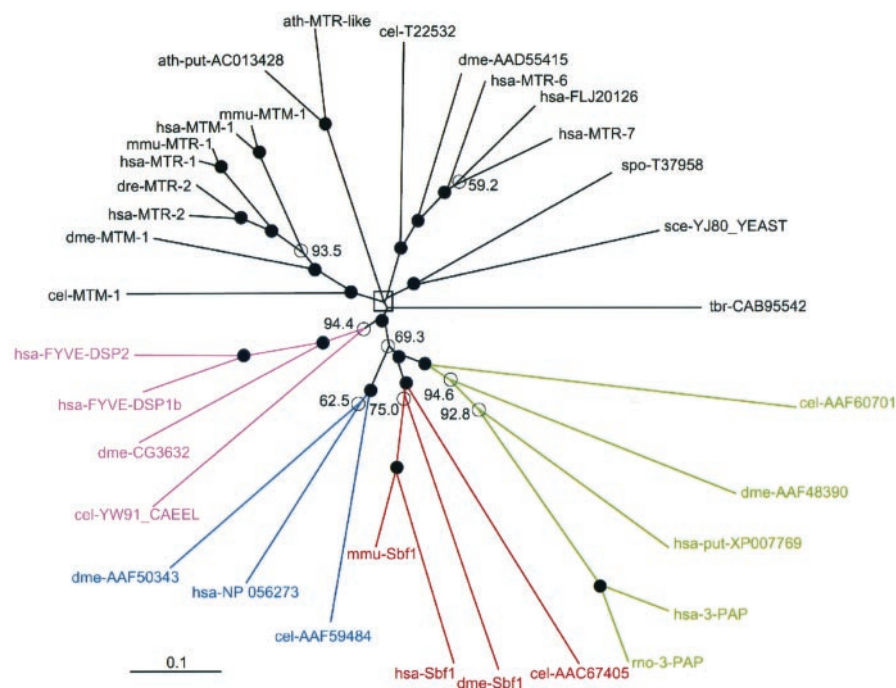 ath-MTR-like
cel-T22532
ath-put-AC013428
dme-AAD55415
hsa-MTR-6
hsa-FLJ20126
mmu-MTM-1
hsa-MTM-1
hsa-MTR-7
mmu-MTR-1
hsa-MTR-1
59.2
spo-T37958
dre-MTR-2
hsa-MTR-2
dme-MTM-1
93.5
sce-YJ80_YEAST
cel-MTM-1
tbr-CAB95542
94.4
69.3
hsa-FYVE-DSP2
hsa-FYVE-DSP1b
62.5
75.0
94.6
92.8
cel-AAF60701
dme-CG3632
dme-AAF48390
cel-YW91_CAEEL
hsa-put-XP007769
mmu-Sbf1
dme-AAF50343
hsa-NP 056273
hsa-3-PAP
cel-AAF59484
rno-3-PAP
hsa-Sbf1
cel-AAC67405
dme-Sbf1
0.1